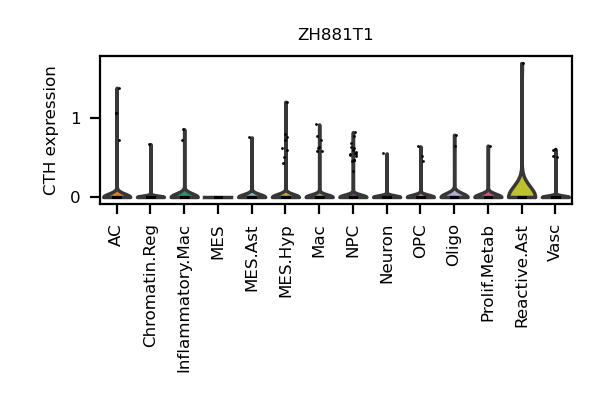 ZH881T1
CTH expression
1
0
AC
Chromatin.Reg
Inflammatory.Mac
MES
MES.Ast
MES.Hyp
Mac
NPC
Neuron
OPC
Oligo
Prolif.Metab
Reactive.Ast
Vasc